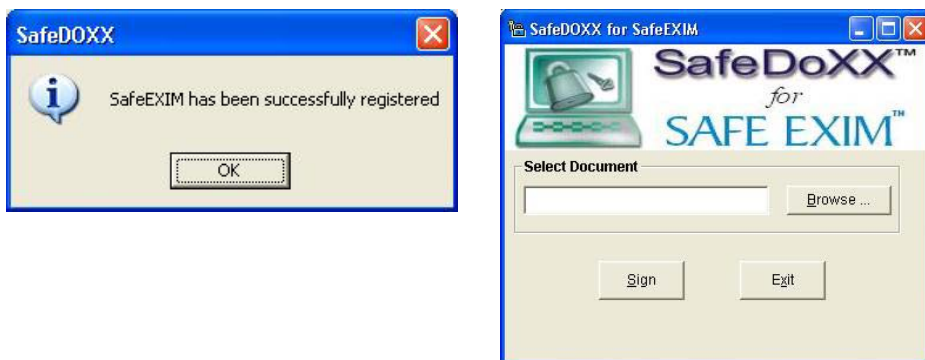 SafeDOXX
SafeEXIM has been successfully registered
OK
SafeDOXX for SafeEXIM
SafeDoXX™
for
SAFE EXIM™
Select Document
Browse ...
Sign
Exit